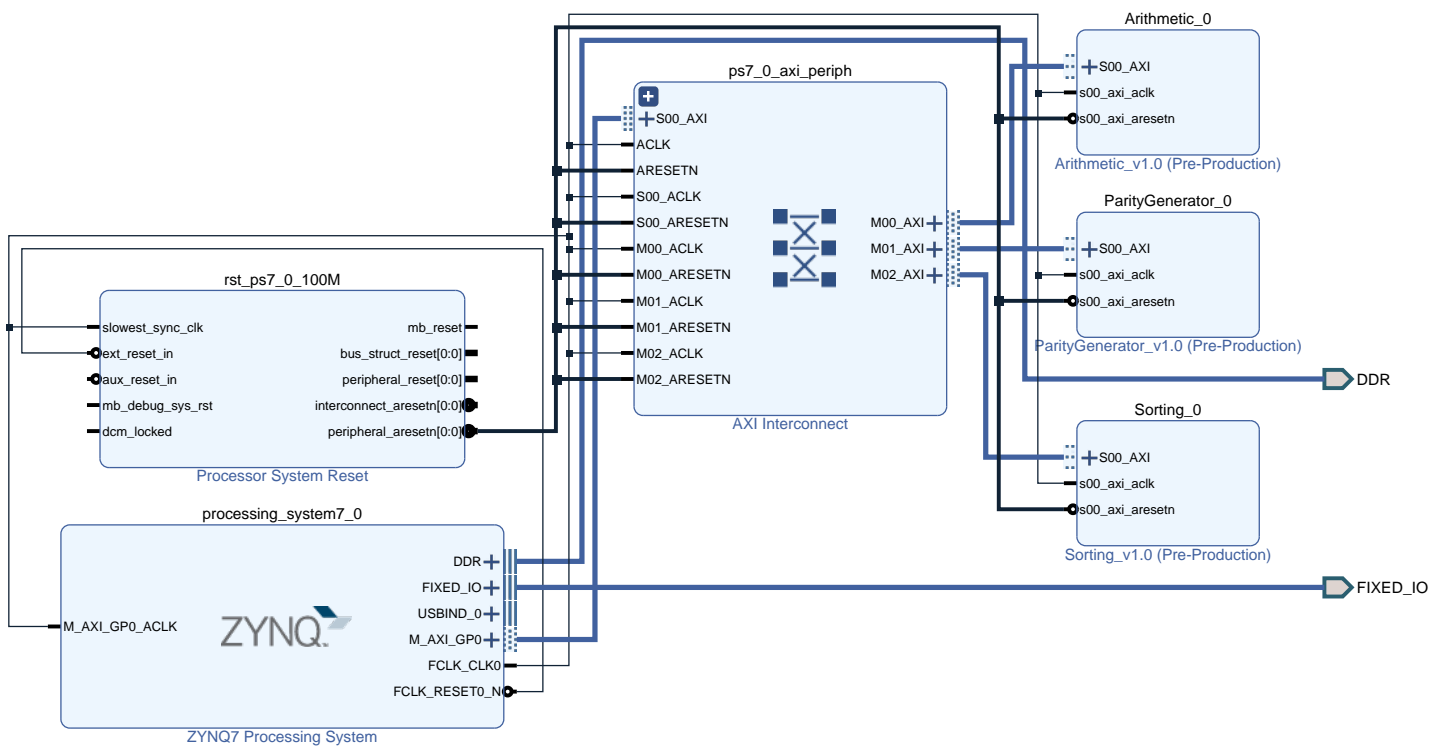 Arithmetic_0
S00_AXI
s00_axi_aclk
s00_axi_aresetn
Arithmetic_v1.0 (Pre-Production)
ps7_0_axi_periph
S00_AXI
ACLK
ARESETN
S00_ACLK
S00_ARESETN
M00_ACLK
M00_ARESETN
M01_ACLK
M01_ARESETN
M02_ACLK
M02_ARESETN
M00_AXI
M01_AXI
M02_AXI
AXI Interconnect
ParityGenerator_0
S00_AXI
s00_axi_aclk
s00_axi_aresetn
ParityGenerator_v1.0 (Pre-Production)
rst_ps7_0_100M
slowest_sync_clk
ext_reset_in
aux_reset_in
mb_debug_sys_rst
dcm_locked
mb_reset
bus_struct_reset[0:0]
peripheral_reset[0:0]
interconnect_aresetn[0:0]
peripheral_aresetn[0:0]
Processor System Reset
DDR
Sorting_0
S00_AXI
s00_axi_aclk
s00_axi_aresetn
Sorting_v1.0 (Pre-Production)
processing_system7_0
M_AXI_GP0_ACLK
ZYNQ
DDR
FIXED_IO
USBIND_0
M_AXI_GP0
FCLK_CLK0
FCLK_RESET0_N
ZYNQ7 Processing System
FIXED_IO